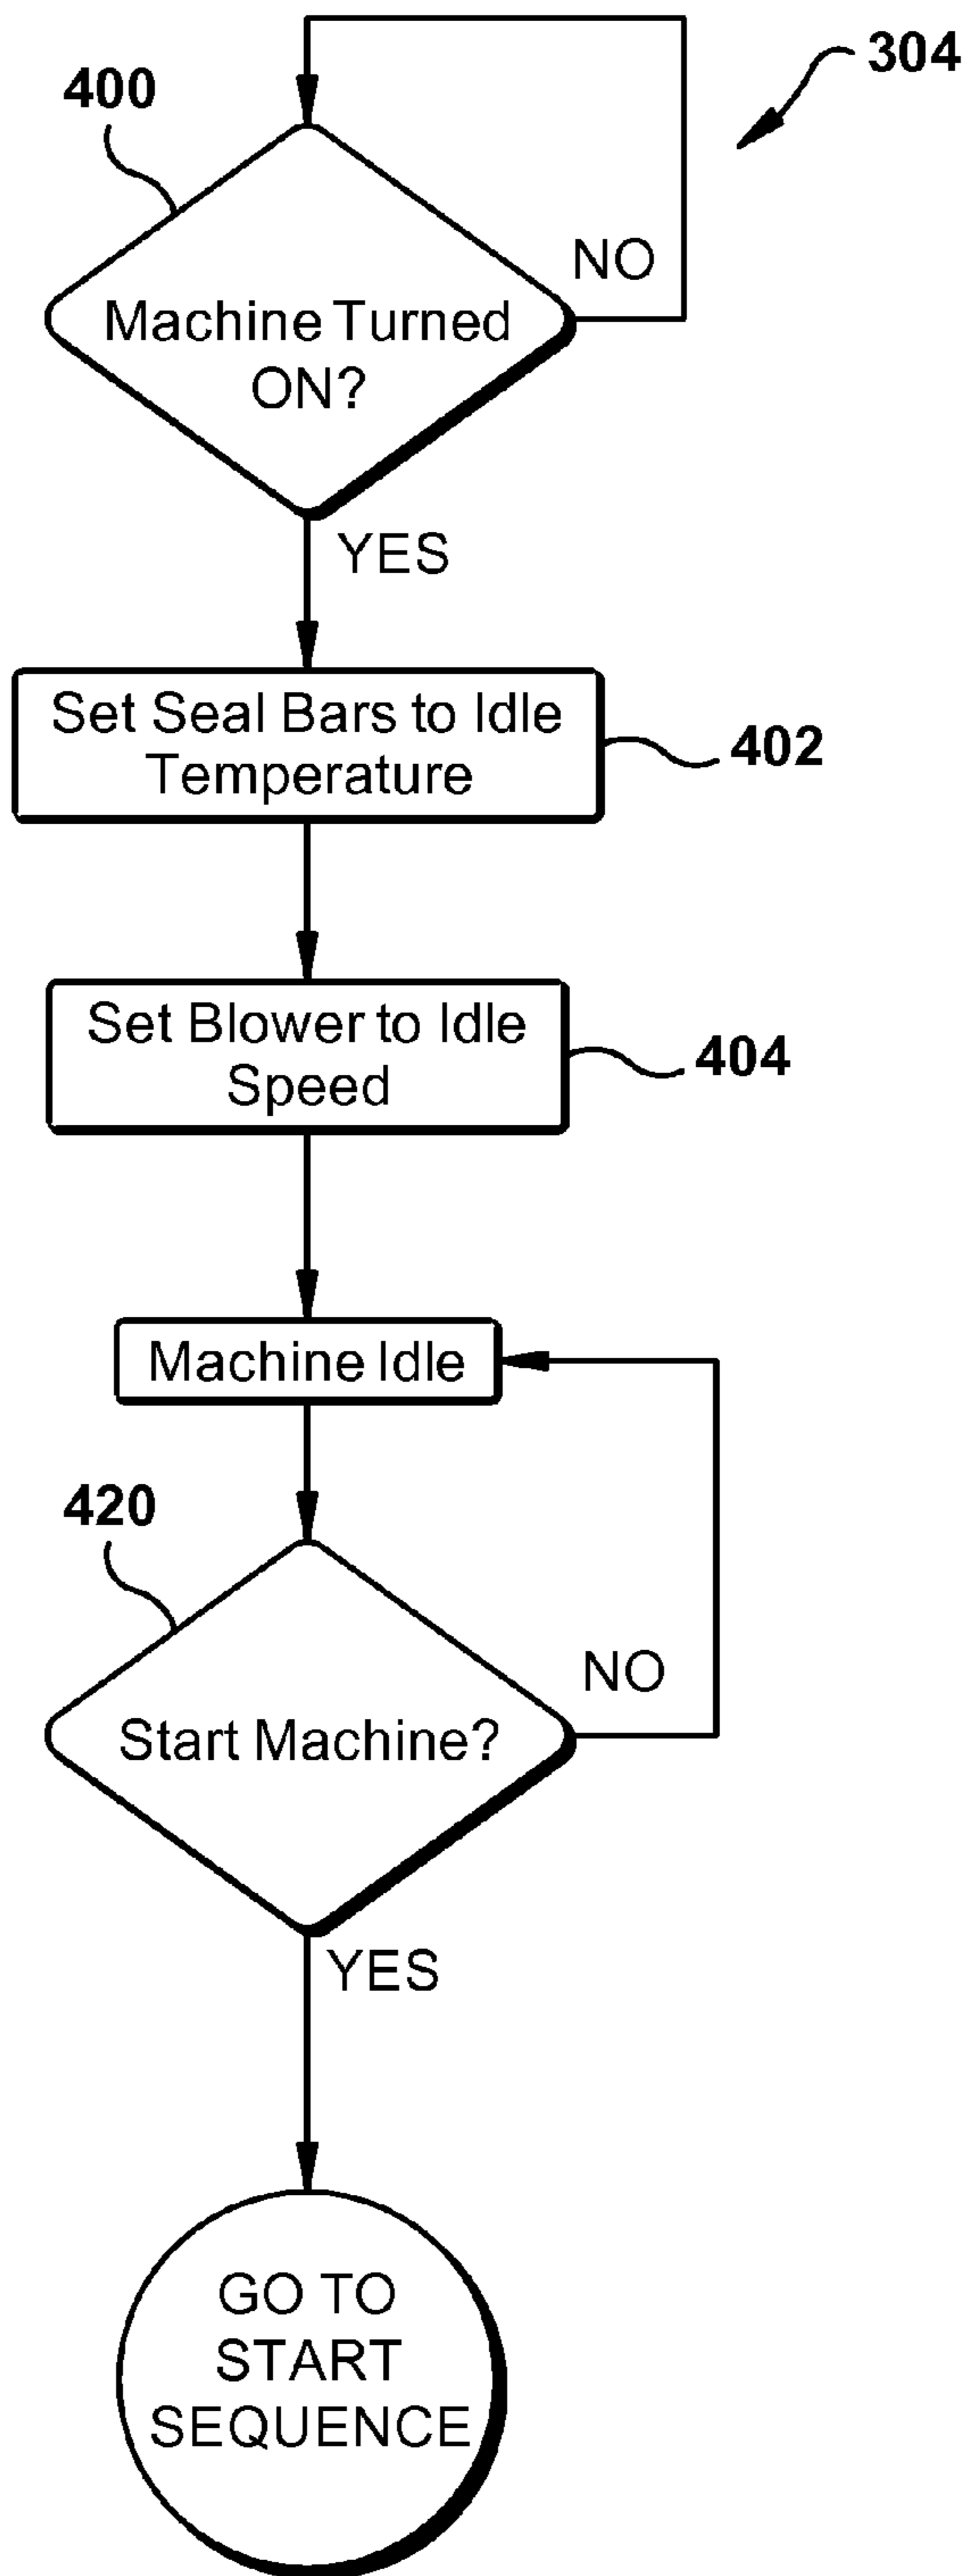 304
400
NO
Machine Turned
ON?
YES
Set Seal Bars to Idle
Temperature
402
Set Blower to Idle
Speed
404
Machine Idle
420
NO
Start Machine?
YES
GO TO
START
SEQUENCE